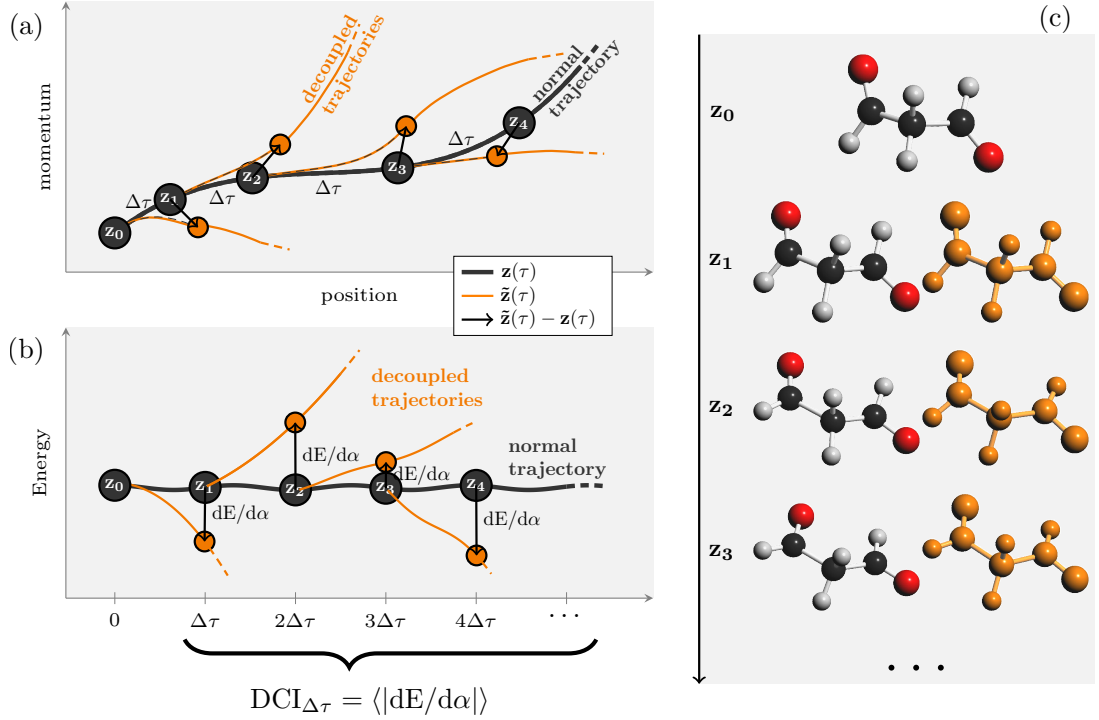 (a)
momentum
z₀
z₁
z₂
z₃
z₄
Δτ
Δτ
Δτ
Δτ
decoupled
trajectories
normal
trajectory
position
z(τ)
z̃(τ)
z̃(τ) − z(τ)
(b)
Energy
z₀
z₁
z₂
z₃
z₄
dE/dα
dE/dα
dE/dα
dE/dα
decoupled
trajectories
normal
trajectory
0
Δτ
2Δτ
3Δτ
4Δτ
· · ·
DCI_Δτ = ⟨|dE/dα|⟩
(c)
z₀
z₁
z₂
z₃
· · ·